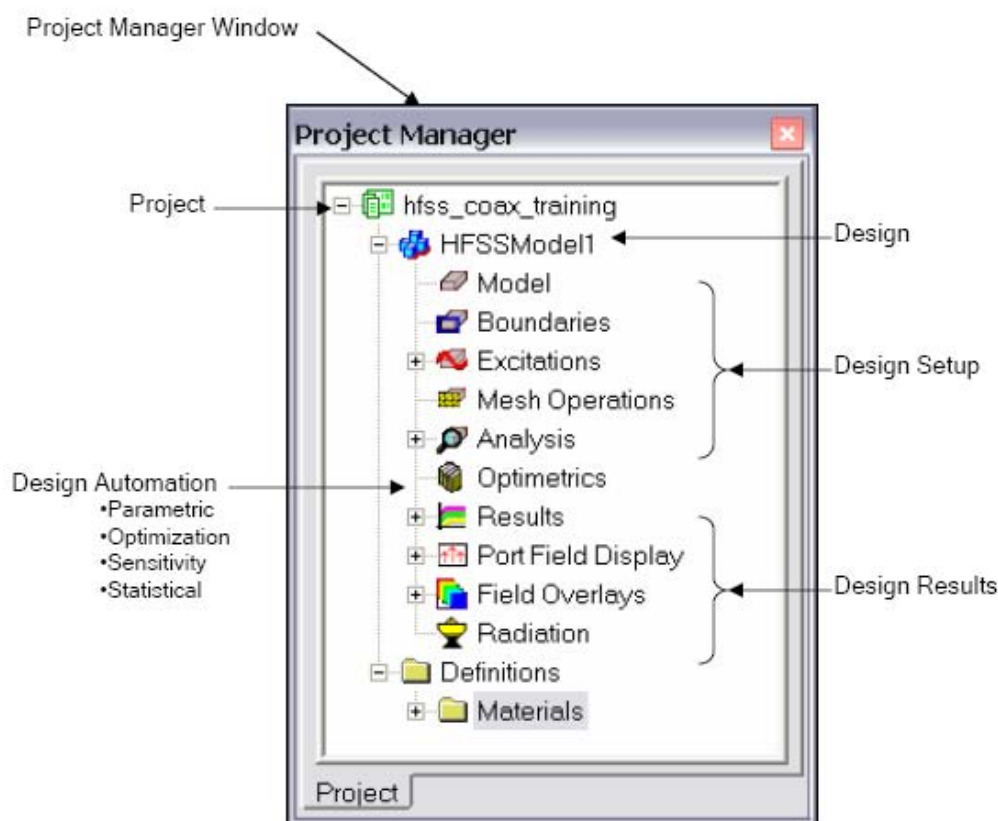 Project Manager Window
Project Manager
Project
hfss_coax_training
HFSSModel1
Design
Model
Boundaries
Excitations
Design Setup
Mesh Operations
Analysis
Optimetrics
Design Automation
•Parametric
•Optimization
•Sensitivity
•Statistical
Results
Port Field Display
Field Overlays
Design Results
Radiation
Definitions
Materials
Project